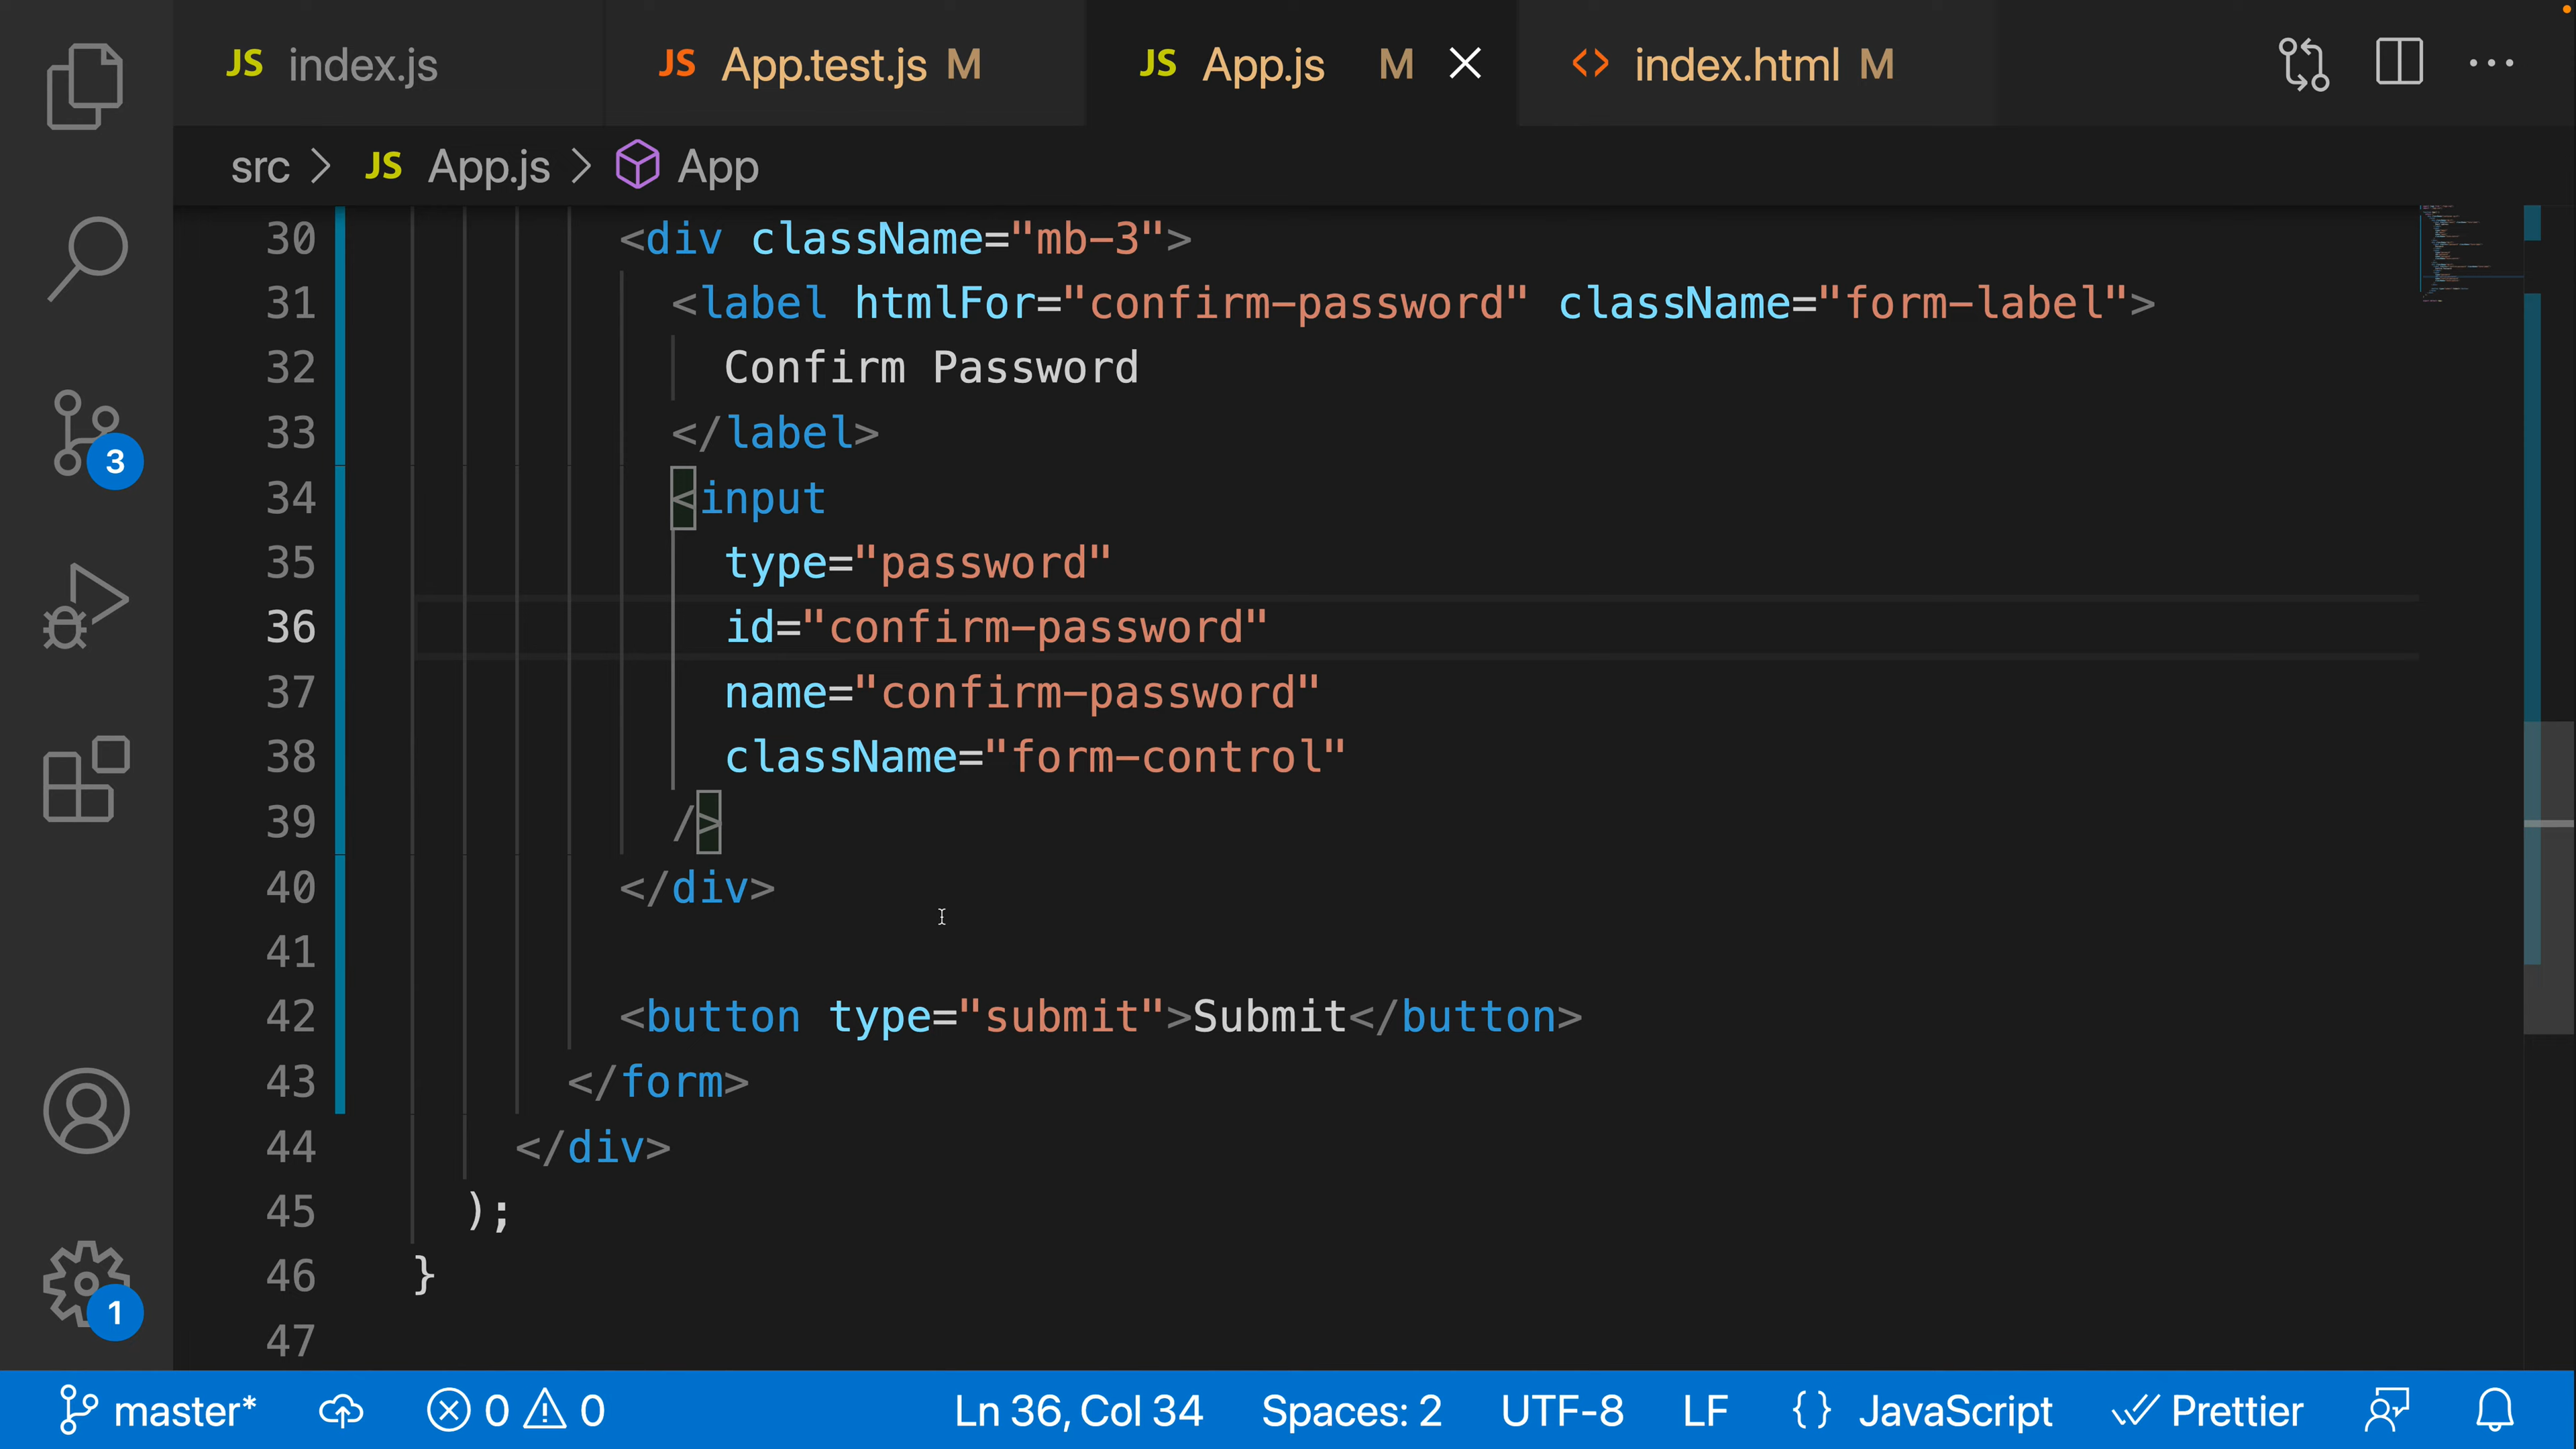 JS index.js
JS App.test.js M
JS App.js M
<> index.html M
src > JS App.js > App
30 <div className="mb-3">
31 <label htmlFor="confirm-password" className="form-label">
32 Confirm Password
33 </label>
34 <input
35 type="password"
36 id="confirm-password"
37 name="confirm-password"
38 className="form-control"
39 />
40 </div>
41
42 <button type="submit">Submit</button>
43 </form>
44 </div>
45 );
46 }
47
3
1
master* 0 0 Ln 36, Col 34 Spaces: 2 UTF-8 LF {} JavaScript Prettier